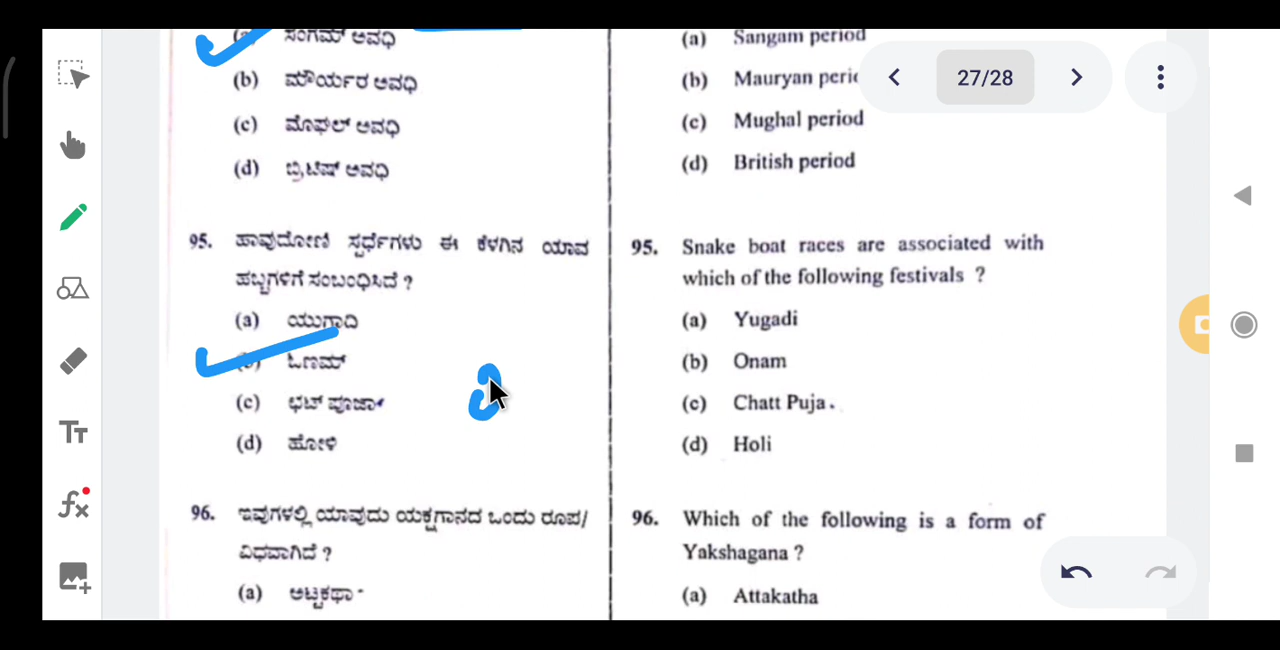 27/28
(a) ಸಂಗಮ್ ಅವಧಿ
(b) ಮೌರ್ಯರ ಅವಧಿ
(c) ಮೊಘಲ್ ಅವಧಿ
(d) ಬ್ರಿಟಿಷ್ ಅವಧಿ
95. ಹಾವುದೋಣಿ ಸ್ಪರ್ಧೆಗಳು ಈ ಕೆಳಗಿನ ಯಾವ
ಹಬ್ಬಗಳಿಗೆ ಸಂಬಂಧಿಸಿದೆ ?
(a) ಯುಗಾದಿ
(b) ಓಣಮ್
(c) ಛಟ್ ಪೂಜಾ
(d) ಹೋಳಿ
96. ಇವುಗಳಲ್ಲಿ ಯಾವುದು ಯಕ್ಷಗಾನದ ಒಂದು ರೂಪ/
ವಿಧವಾಗಿದೆ ?
(a) ಅಟ್ಟಕಥಾ
(a) Sangam period
(b) Mauryan peri
(c) Mughal period
(d) British period
95. Snake boat races are associated with
which of the following festivals ?
(a) Yugadi
(b) Onam
(c) Chatt Puja
(d) Holi
96. Which of the following is a form of
Yakshagana ?
(a) Attakatha
Tт
fx